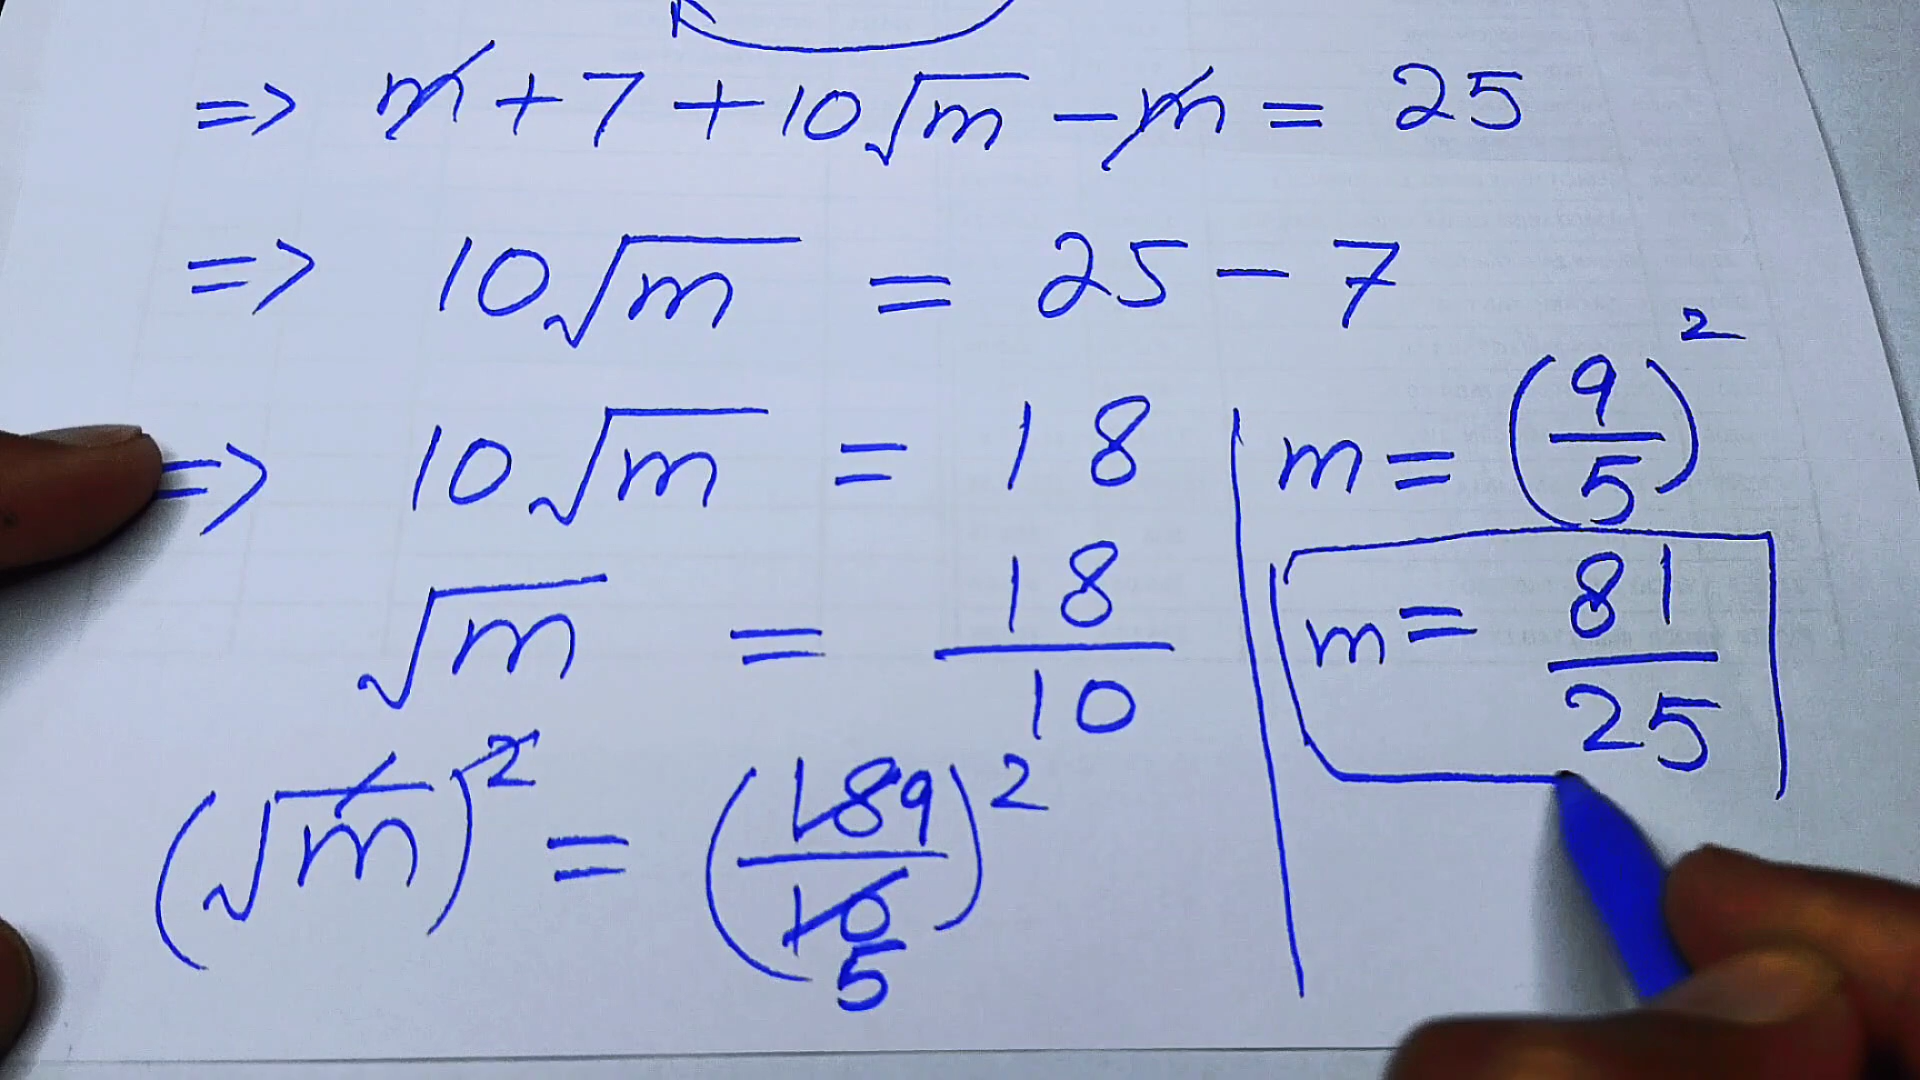 => m + 7 + 10√m - m = 25
=> 10√m = 25 - 7
=> 10√m = 18
√m = 18/10
(√m)² = (18 9/10 5)²
m = (9/5)²
m = 81/25